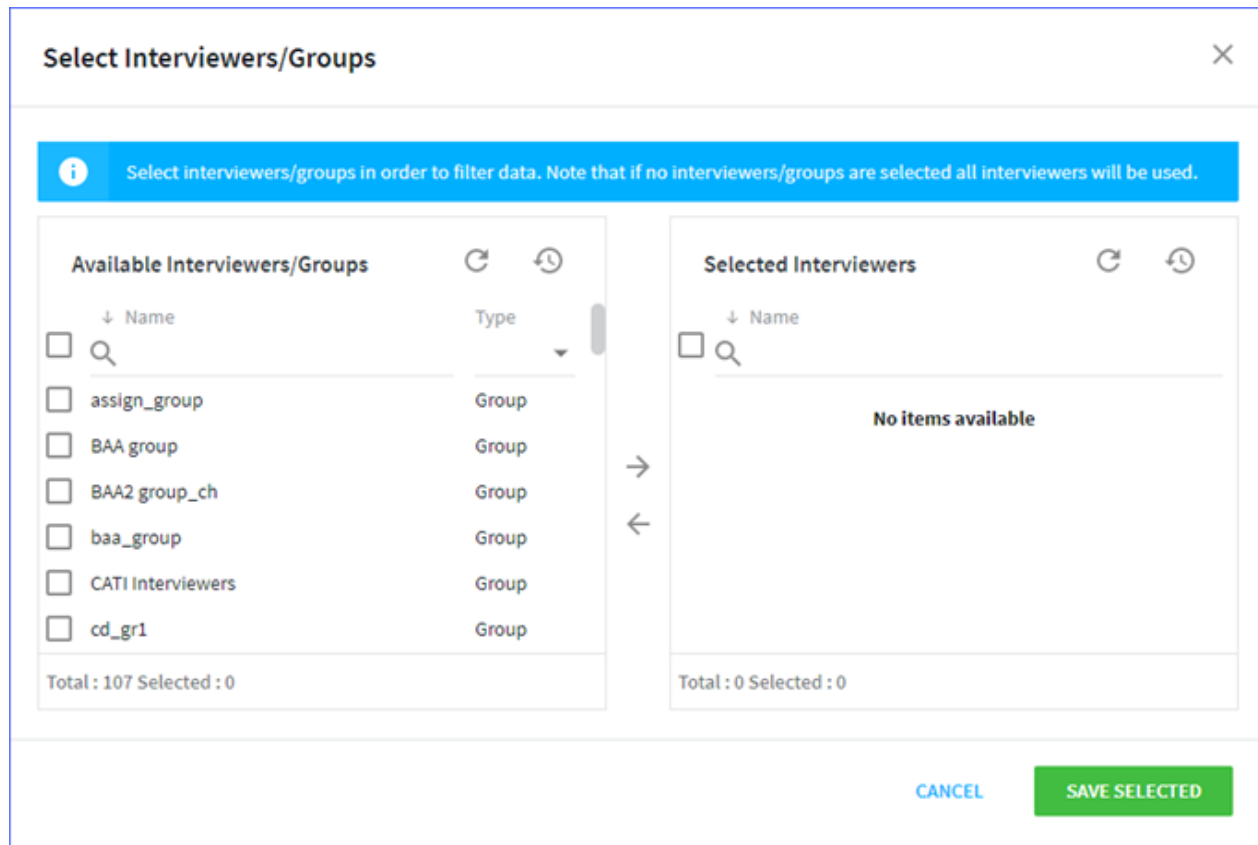 Select Interviewers/Groups
Select interviewers/groups in order to filter data. Note that if no interviewers/groups are selected all interviewers will be used.
Available Interviewers/Groups
Name Type
assign_group Group
BAA group Group
BAA2 group_ch Group
baa_group Group
CATI Interviewers Group
cd_gr1 Group
Total : 107 Selected : 0
Selected Interviewers
Name
No items available
Total : 0 Selected : 0
CANCEL SAVE SELECTED